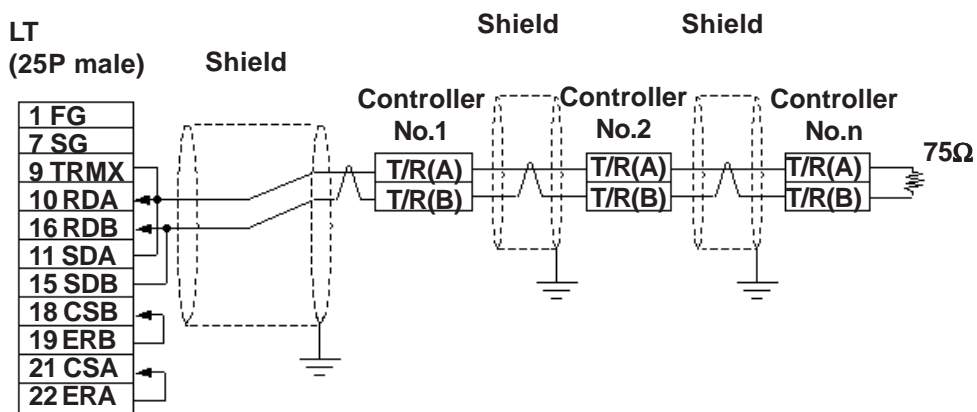 LT
(25P male)
Shield
Shield
Shield
1 FG
7 SG
9 TRMX
10 RDA
16 RDB
11 SDA
15 SDB
18 CSB
19 ERB
21 CSA
22 ERA
Controller
No.1
T/R(A)
T/R(B)
Controller
No.2
T/R(A)
T/R(B)
Controller
No.n
T/R(A)
T/R(B)
75Ω